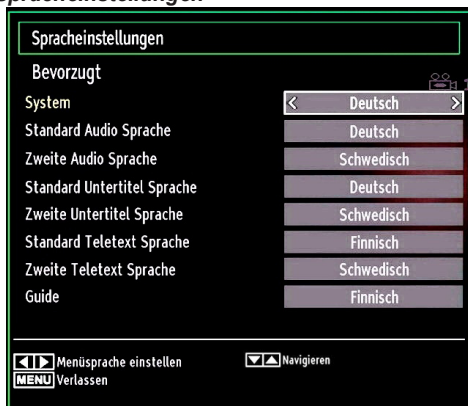 Spracheinstellungen
Spracheinstellungen
Bevorzugt
System Deutsch
Standard Audio Sprache Deutsch
Zweite Audio Sprache Schwedisch
Standard Untertitel Sprache Deutsch
Zweite Untertitel Sprache Schwedisch
Standard Teletext Sprache Finnisch
Zweite Teletext Sprache Schwedisch
Guide Finnisch
Menüsprache einstellen Navigieren
MENU Verlassen